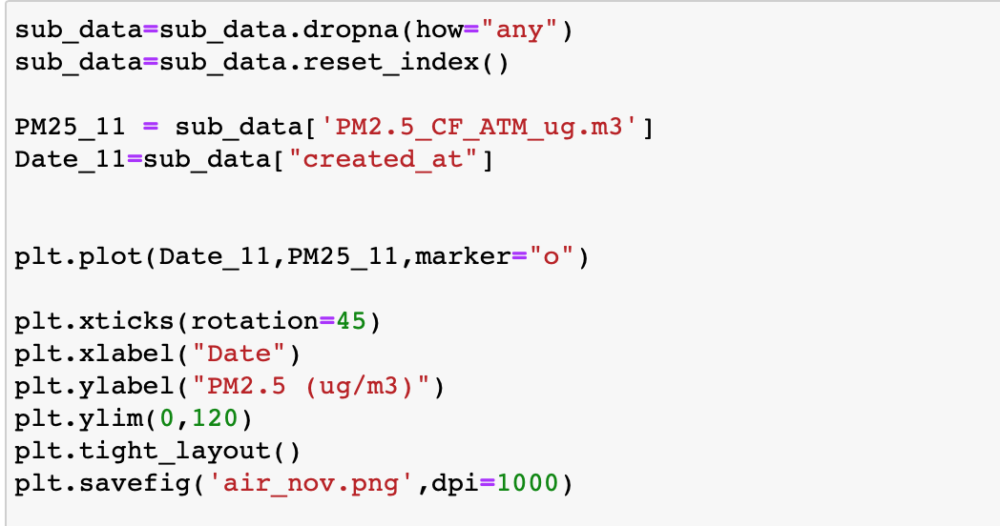 sub_data=sub_data.dropna(how="any")
sub_data=sub_data.reset_index()
PM25_11 = sub_data['PM2.5_CF_ATM_ug.m3']
Date_11=sub_data["created_at"]
plt.plot(Date_11,PM25_11,marker="o")
plt.xticks(rotation=45)
plt.xlabel("Date")
plt.ylabel("PM2.5 (ug/m3)")
plt.ylim(0,120)
plt.tight_layout()
plt.savefig('air_nov.png',dpi=1000)